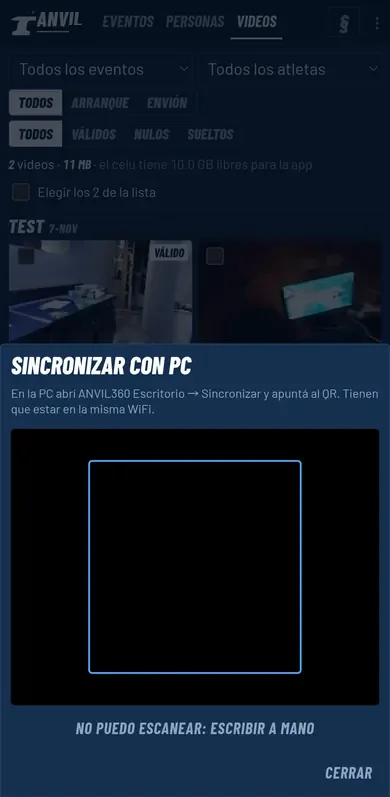 ANVIL EVENTOS PERSONAS VIDEOS §
Todos los eventos Todos los atletas
TODOS ARRANQUE ENVIÓN
TODOS VÁLIDOS NULOS SUELTOS
2 videos · 11 MB · el celu tiene 10.0 GB libres para la app
Elegir los 2 de la lista
TEST 7-NOV
VÁLIDO
SINCRONIZAR CON PC
En la PC abrí ANVIL360 Escritorio → Sincronizar y apuntá al QR. Tienen
que estar en la misma WiFi.
NO PUEDO ESCANEAR: ESCRIBIR A MANO
CERRAR